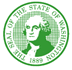 THE SEAL OF THE STATE OF WASHINGTON
1889